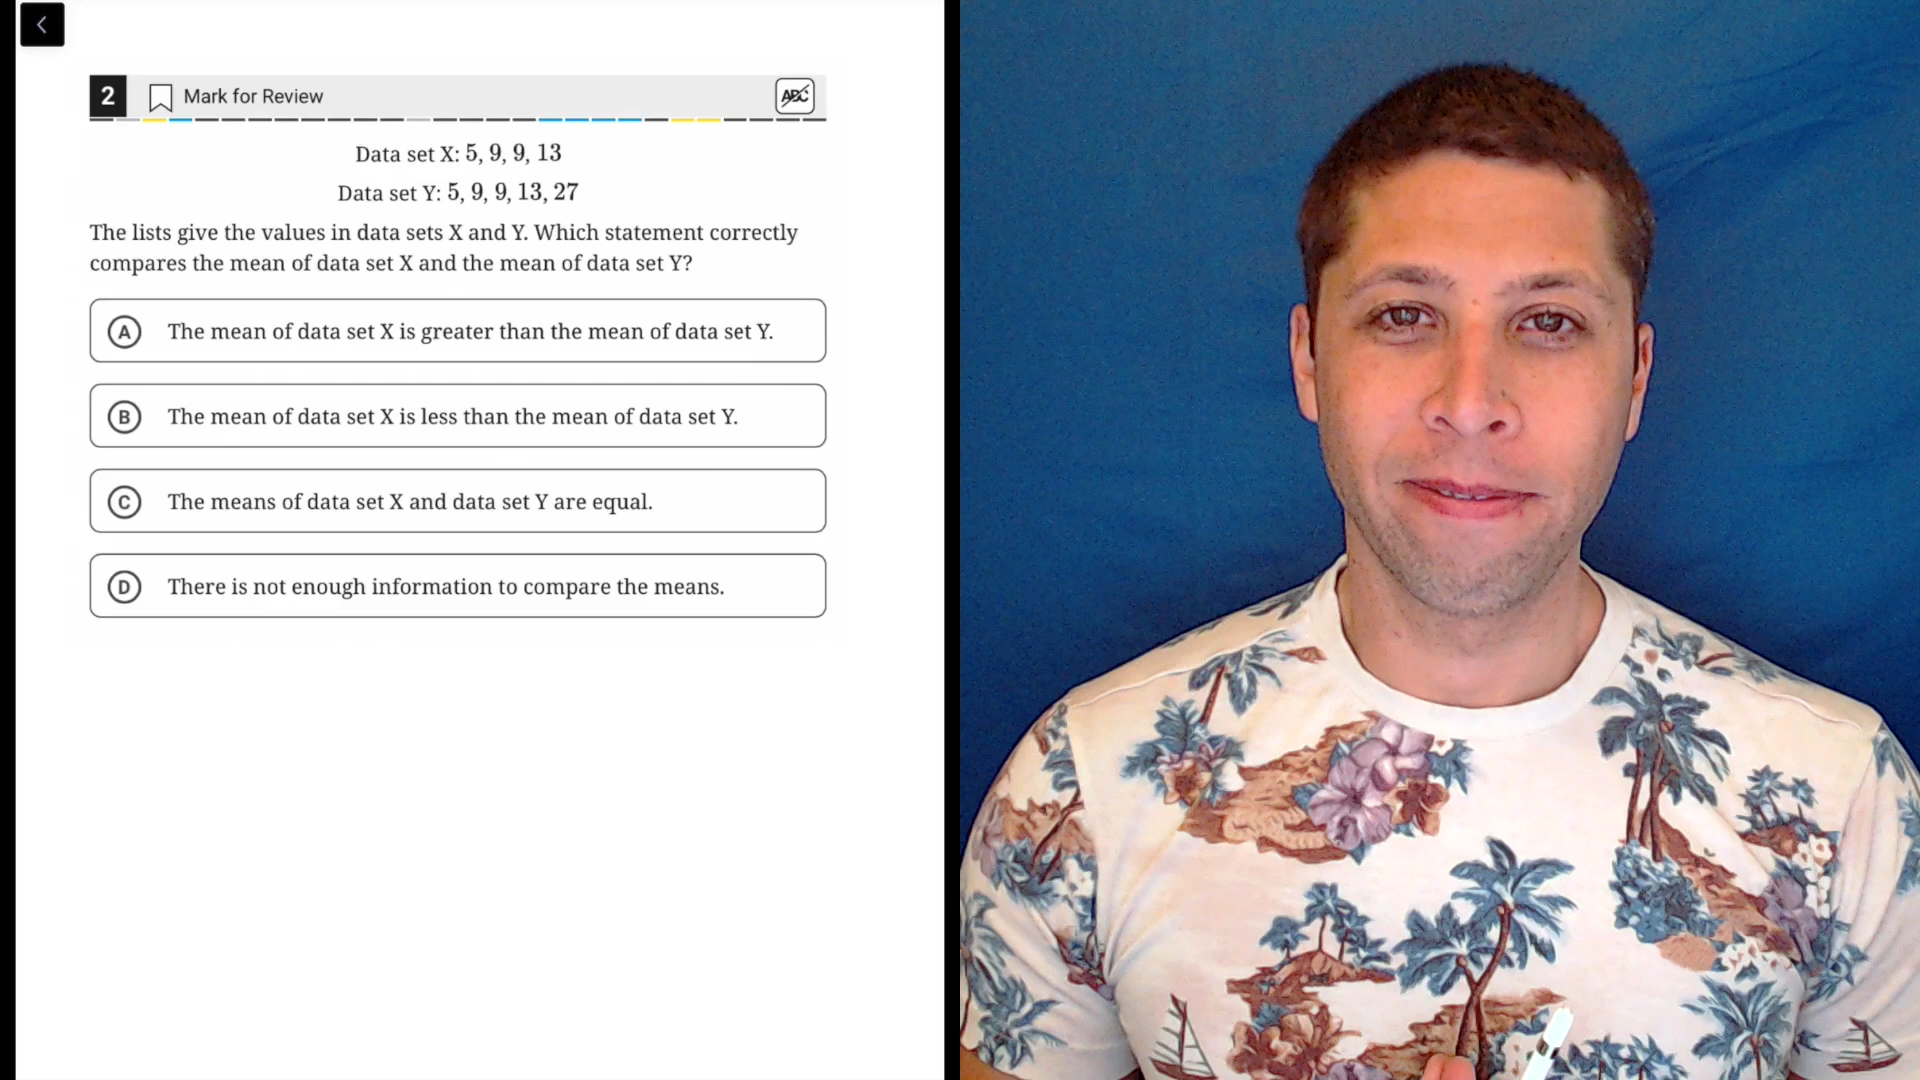 2 Mark for Review ABC
Data set X: 5, 9, 9, 13
Data set Y: 5, 9, 9, 13, 27
The lists give the values in data sets X and Y. Which statement correctly
compares the mean of data set X and the mean of data set Y?
A The mean of data set X is greater than the mean of data set Y.
B The mean of data set X is less than the mean of data set Y.
C The means of data set X and data set Y are equal.
D There is not enough information to compare the means.